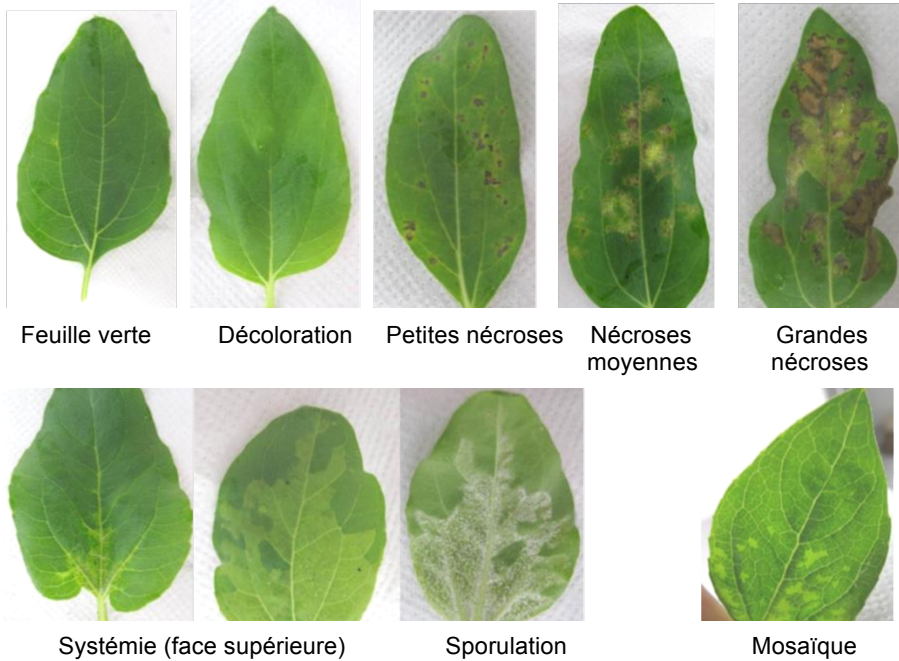 Feuille verte
Décoloration
Petites nécroses
Nécroses
moyennes
Grandes
nécroses
Systémie (face supérieure)
Sporulation
Mosaïque